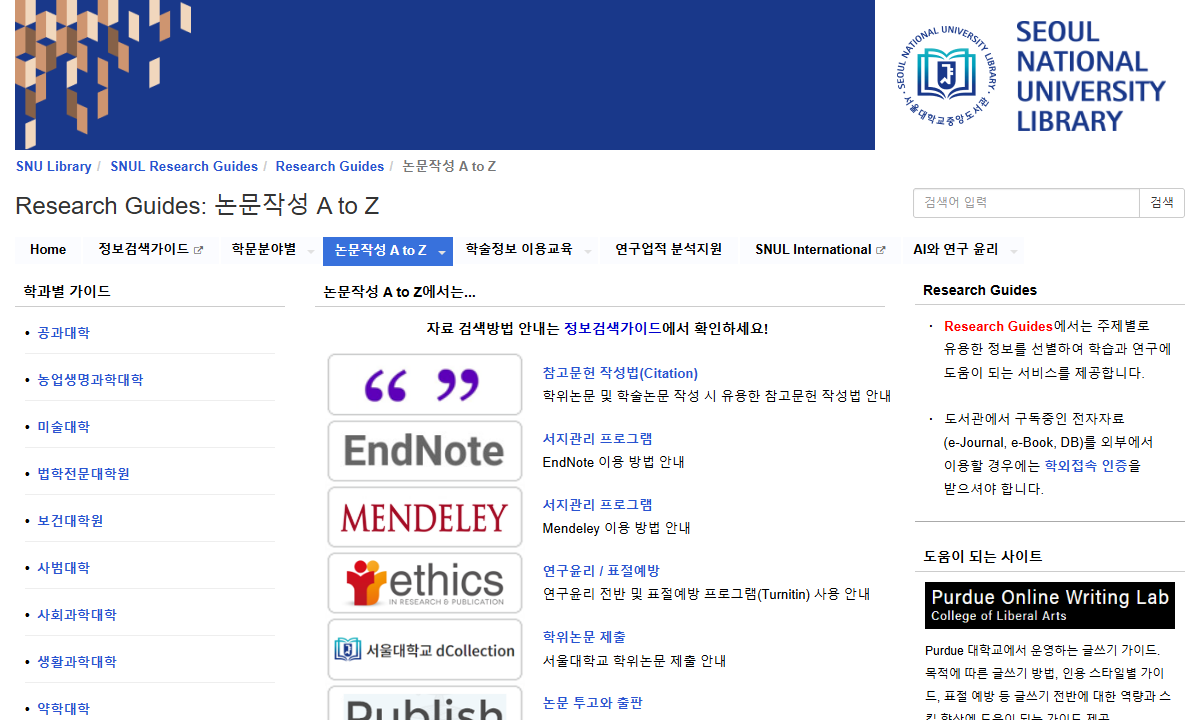 SEOUL NATIONAL UNIVERSITY LIBRARY · 서울대학교중앙도서관 ·
SEOUL
NATIONAL
UNIVERSITY
LIBRARY
SNU Library / SNUL Research Guides / Research Guides / 논문작성 A to Z
Research Guides: 논문작성 A to Z
검색어 입력 검색
Home 정보검색가이드 학문분야별 논문작성 A to Z 학술정보 이용교육 연구업적 분석지원 SNUL International AI와 연구 윤리
학과별 가이드
• 공과대학
• 농업생명과학대학
• 미술대학
• 법학전문대학원
• 보건대학원
• 사범대학
• 사회과학대학
• 생활과학대학
• 약학대학
논문작성 A to Z에서는...
자료 검색방법 안내는 정보검색가이드에서 확인하세요!
“ ”
참고문헌 작성법(Citation)
학위논문 및 학술논문 작성 시 유용한 참고문헌 작성법 안내
EndNote
서지관리 프로그램
EndNote 이용 방법 안내
MENDELEY
서지관리 프로그램
Mendeley 이용 방법 안내
ethics
IN RESEARCH & PUBLICATION
연구윤리 / 표절예방
연구윤리 전반 및 표절예방 프로그램(Turnitin) 사용 안내
서울대학교 dCollection
학위논문 제출
서울대학교 학위논문 제출 안내
Publish
논문 투고와 출판
Research Guides
· Research Guides에서는 주제별로
유용한 정보를 선별하여 학습과 연구에
도움이 되는 서비스를 제공합니다.
· 도서관에서 구독중인 전자자료
(e-Journal, e-Book, DB)를 외부에서
이용할 경우에는 학외접속 인증을
받으셔야 합니다.
도움이 되는 사이트
Purdue Online Writing Lab
College of Liberal Arts
Purdue 대학교에서 운영하는 글쓰기 가이드.
목적에 따른 글쓰기 방법, 인용 스타일별 가이
드, 표절 예방 등 글쓰기 전반에 대한 역량과 스
킬 향상에 도움이 되는 가이드 제공